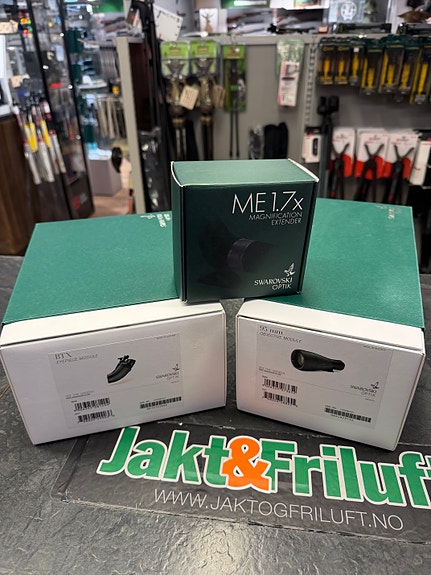 ME 1.7x
MAGNIFICATION
EXTENDER
SWAROVSKI
OPTIK
BTX
EYEPIECE MODULE
SWAROVSKI
OPTIK
95 mm
OBJECTIVE MODULE
SWAROVSKI
OPTIK
Jakt&Friluft
WWW.JAKTOGFRILUFT.NO